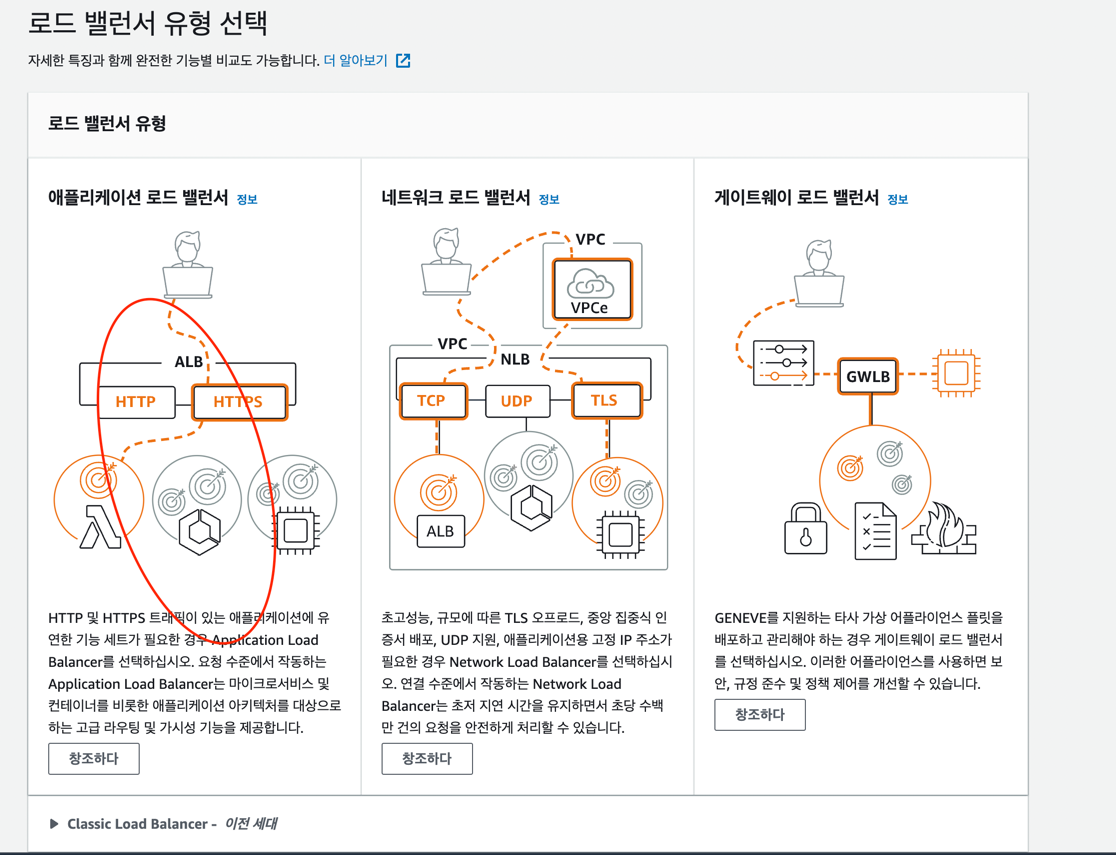 로드 밸런서 유형 선택
자세한 특징과 함께 완전한 기능별 비교도 가능합니다. 더 알아보기
로드 밸런서 유형
애플리케이션 로드 밸런서 정보
ALB
HTTP
HTTPS
HTTP 및 HTTPS 트래픽이 있는 애플리케이션에 유
연한 기능 세트가 필요한 경우 Application Load
Balancer를 선택하십시오. 요청 수준에서 작동하는
Application Load Balancer는 마이크로서비스 및
컨테이너를 비롯한 애플리케이션 아키텍처를 대상으로
하는 고급 라우팅 및 가시성 기능을 제공합니다.
창조하다
네트워크 로드 밸런서 정보
VPC
VPCe
VPC
NLB
TCP
UDP
TLS
ALB
초고성능, 규모에 따른 TLS 오프로드, 중앙 집중식 인
증서 배포, UDP 지원, 애플리케이션용 고정 IP 주소가
필요한 경우 Network Load Balancer를 선택하십시
오. 연결 수준에서 작동하는 Network Load
Balancer는 초저 지연 시간을 유지하면서 초당 수백
만 건의 요청을 안전하게 처리할 수 있습니다.
창조하다
게이트웨이 로드 밸런서 정보
GWLB
GENEVE를 지원하는 타사 가상 어플라이언스 플릿을
배포하고 관리해야 하는 경우 게이트웨이 로드 밸런서
를 선택하십시오. 이러한 어플라이언스를 사용하면 보
안, 규정 준수 및 정책 제어를 개선할 수 있습니다.
창조하다
Classic Load Balancer - 이전 세대